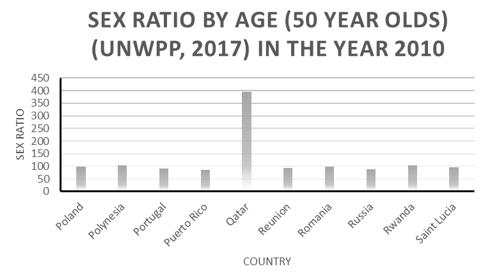 SEX RATIO BY AGE (50 YEAR OLDS)
(UNWPP, 2017) IN THE YEAR 2010
SEX RATIO
450
400
350
300
250
200
150
100
50
0
Poland
Polynesia
Portugal
Puerto Rico
Qatar
Reunion
Romania
Russia
Rwanda
Saint Lucia
COUNTRY